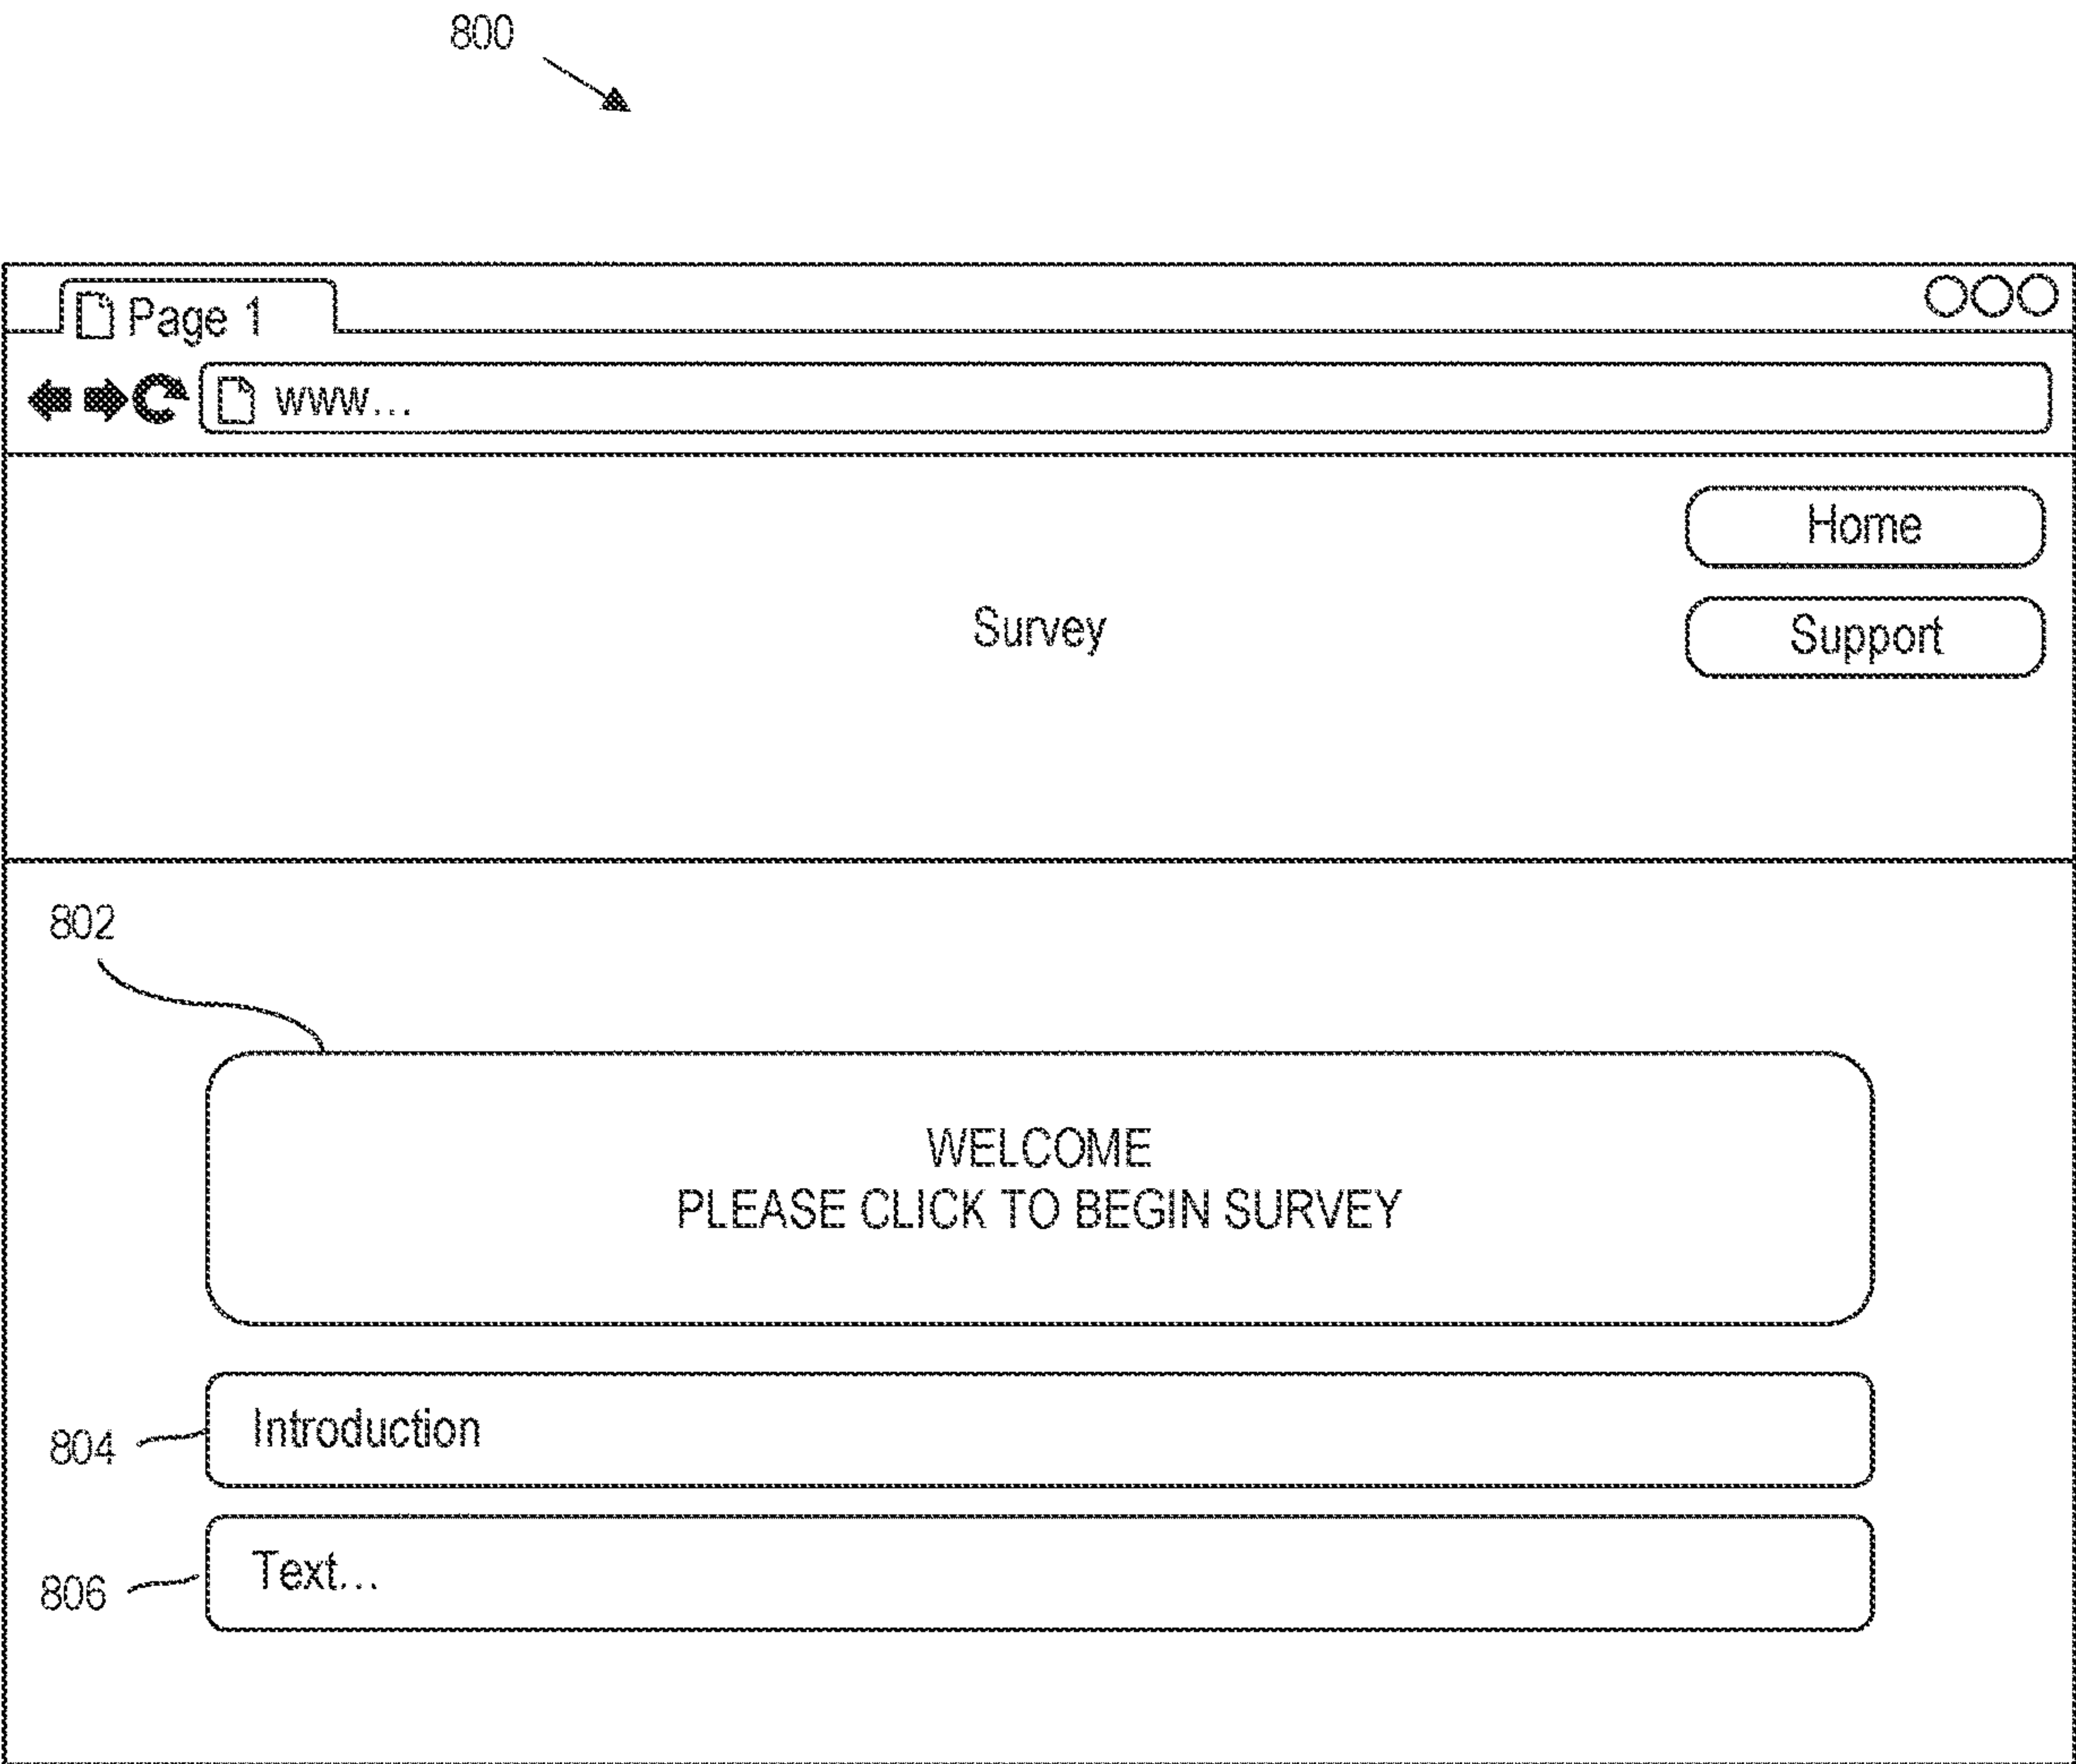 800
Page 1
www...
Home
Survey
Support
802
WELCOME
PLEASE CLICK TO BEGIN SURVEY
804
Introduction
806
Text...